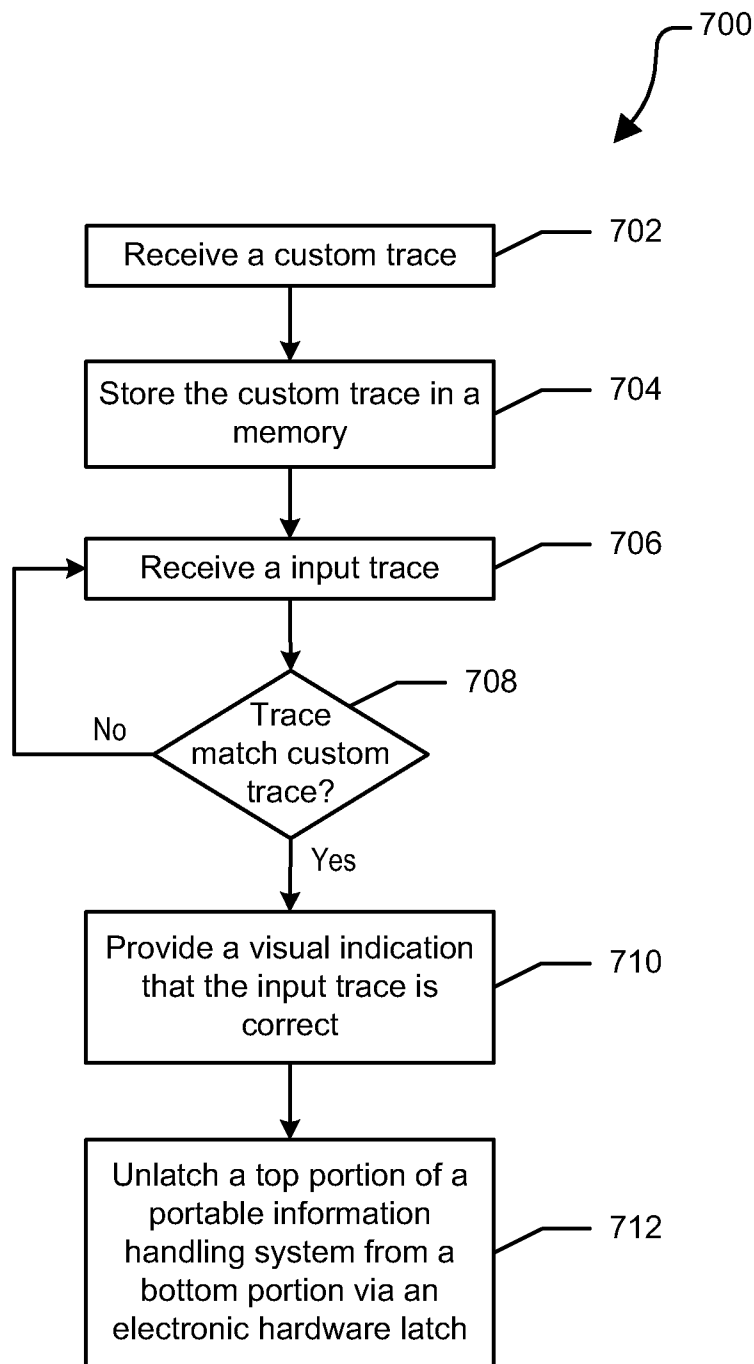 700
Receive a custom trace
702
Store the custom trace in a
memory
704
Receive a input trace
706
Trace
match custom
trace?
708
No
Yes
Provide a visual indication
that the input trace is
correct
710
Unlatch a top portion of a
portable information
handling system from a
bottom portion via an
electronic hardware latch
712